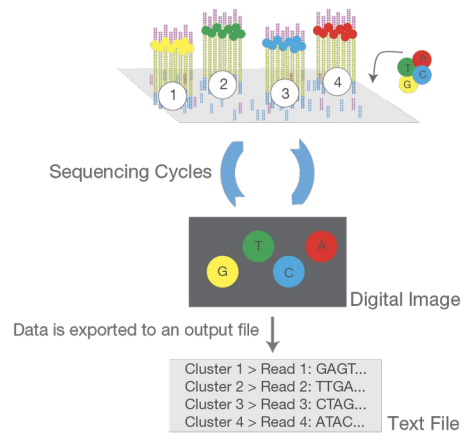 1
2
3
4
A
T
C
G
Sequencing Cycles
T
A
G
C
Digital Image
Data is exported to an output file
Cluster 1 > Read 1: GAGT...
Cluster 2 > Read 2: TTGA...
Cluster 3 > Read 3: CTAG...
Cluster 4 > Read 4: ATAC...
Text File